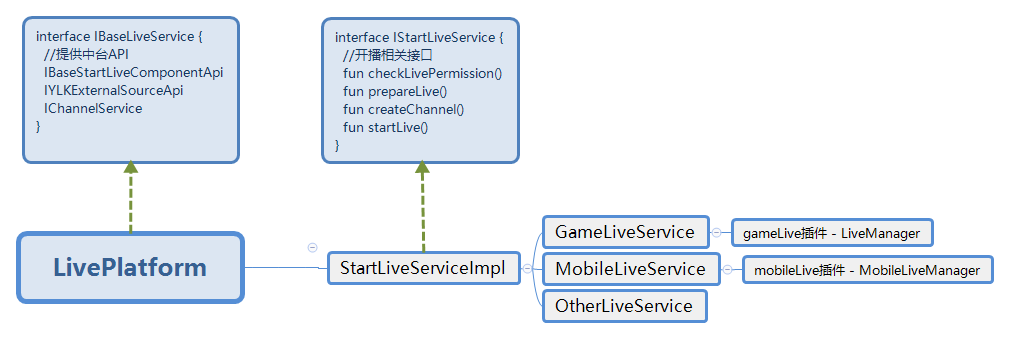 interface IBaseLiveService {
//提供中台API
IBaseStartLiveComponentApi
IYLKExternalSourceApi
IChannelService
}
interface IStartLiveService {
//开播相关接口
fun checkLivePermission()
fun prepareLive()
fun createChannel()
fun startLive()
}
LivePlatform
StartLiveServiceImpl
GameLiveService
gameLive插件 - LiveManager
MobileLiveService
mobileLive插件 - MobileLiveManager
OtherLiveService